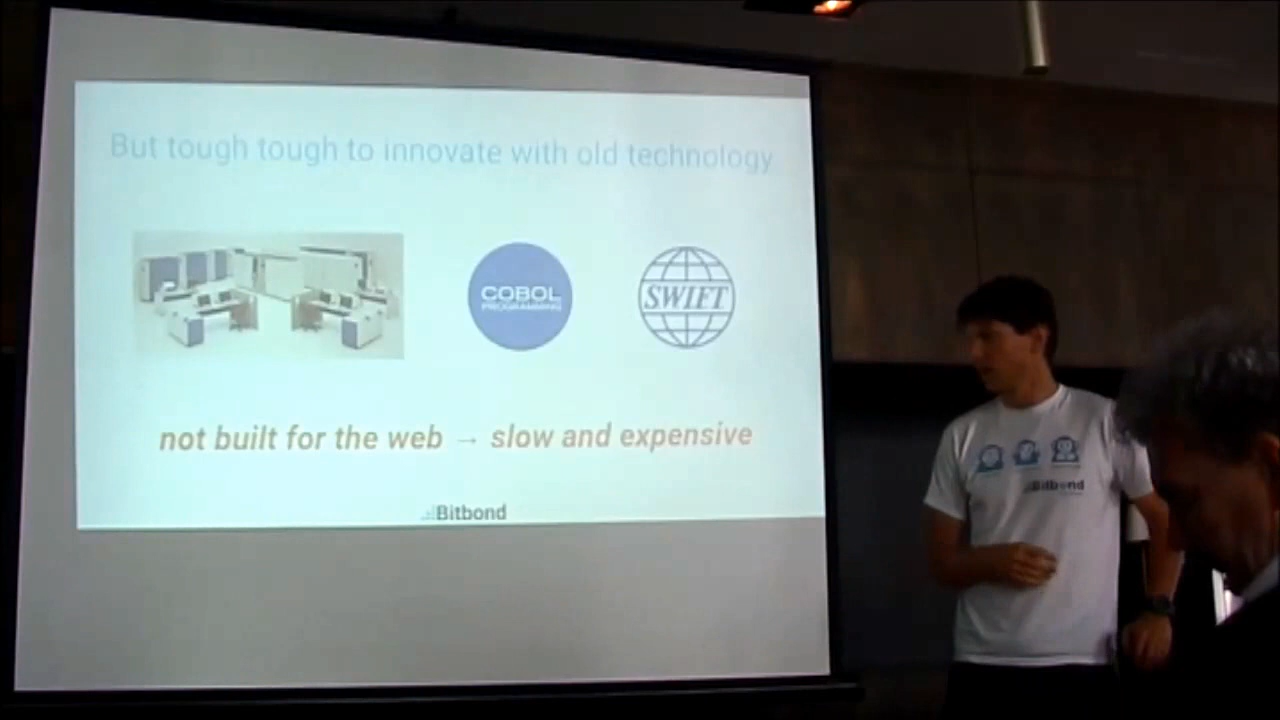 But tough tough to innovate with old technology
COBOL
PROGRAMMING
SWIFT
not built for the web → slow and expensive
Bitbond
Bitbond